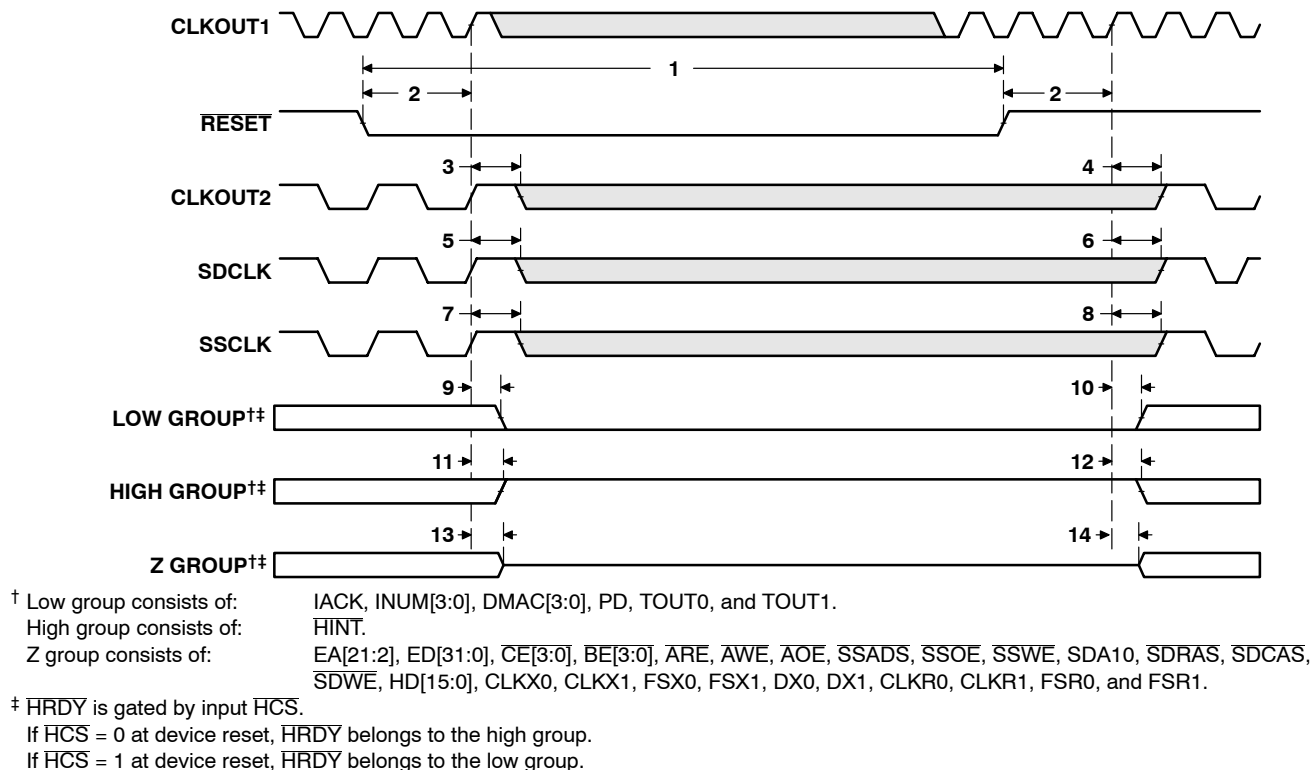 CLKOUT1
1
2 2
RESET
3 4
CLKOUT2
5 6
SDCLK
7 8
SSCLK
9 10
LOW GROUP†‡
11 12
HIGH GROUP†‡
13 14
Z GROUP†‡
† Low group consists of: IACK, INUM[3:0], DMAC[3:0], PD, TOUT0, and TOUT1.
High group consists of: HINT.
Z group consists of: EA[21:2], ED[31:0], CE[3:0], BE[3:0], ARE, AWE, AOE, SSADS, SSOE, SSWE, SDA10, SDRAS, SDCAS,
SDWE, HD[15:0], CLKX0, CLKX1, FSX0, FSX1, DX0, DX1, CLKR0, CLKR1, FSR0, and FSR1.
‡ HRDY is gated by input HCS.
If HCS = 0 at device reset, HRDY belongs to the high group.
If HCS = 1 at device reset, HRDY belongs to the low group.